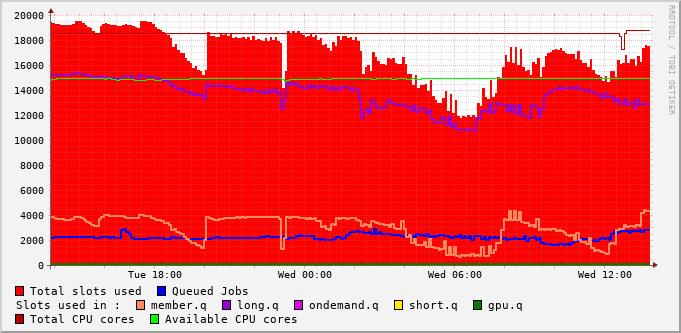 20000
18000
16000
14000
12000
10000
8000
6000
4000
2000
0
Tue 18:00 Wed 00:00 Wed 06:00 Wed 12:00
RRDTOOL / TOBI OETIKER
Total slots used Queued Jobs
Slots used in : member.q long.q ondemand.q short.q gpu.q
Total CPU cores Available CPU cores